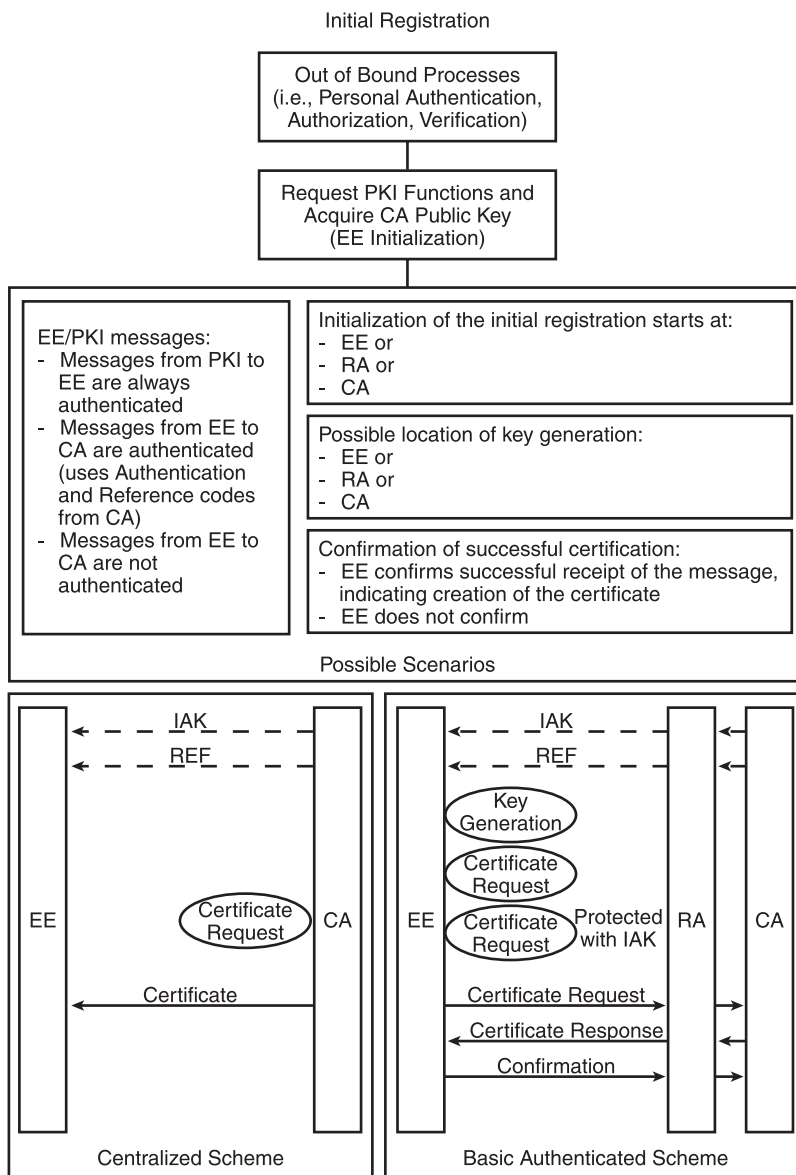 Initial Registration
Out of Bound Processes
(i.e., Personal Authentication,
Authorization, Verification)
Request PKI Functions and
Acquire CA Public Key
(EE Initialization)
EE/PKI messages:
- Messages from PKI to
EE are always
authenticated
- Messages from EE to
CA are authenticated
(uses Authentication
and Reference codes
from CA)
- Messages from EE to
CA are not
authenticated
Initialization of the initial registration starts at:
- EE or
- RA or
- CA
Possible location of key generation:
- EE or
- RA or
- CA
Confirmation of successful certification:
- EE confirms successful receipt of the message,
indicating creation of the certificate
- EE does not confirm
Possible Scenarios
IAK
REF
EE
Certificate
Request
CA
Certificate
Centralized Scheme
IAK
REF
Key
Generation
Certificate
Request
EE
Certificate
Request
Protected
with IAK
RA
CA
Certificate Request
Certificate Response
Confirmation
Basic Authenticated Scheme